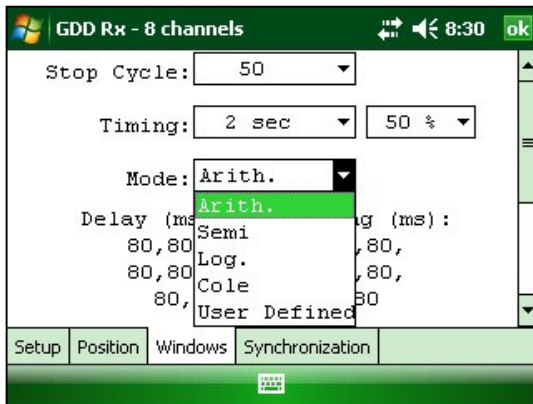 GDD Rx - 8 channels 8:30 ok
Stop Cycle: 50
Timing: 2 sec 50 %
Mode: Arith.
Arith.
Semi
Log.
Cole
User Defined
Delay (ms): 
80,80 ,80,
80,80 ,80,
80, 80
Setup Position Windows Synchronization